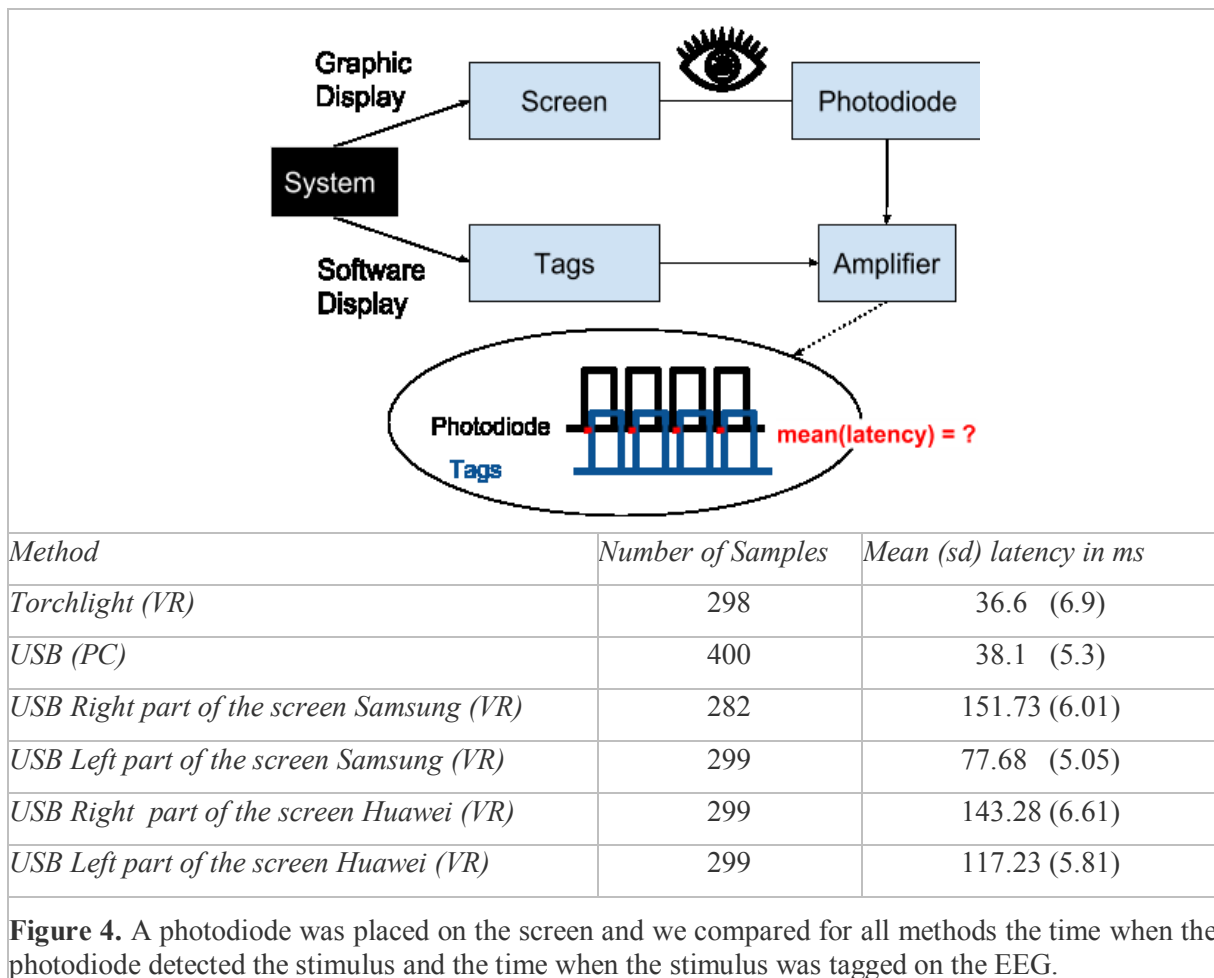 Graphic
Display
Screen
Photodiode
System
Software
Display
Tags
Amplifier
Photodiode
Tags
mean(latency) = ?
Method Number of Samples Mean (sd) latency in ms
Torchlight (VR) 298 36.6 (6.9)
USB (PC) 400 38.1 (5.3)
USB Right part of the screen Samsung (VR) 282 151.73 (6.01)
USB Left part of the screen Samsung (VR) 299 77.68 (5.05)
USB Right part of the screen Huawei (VR) 299 143.28 (6.61)
USB Left part of the screen Huawei (VR) 299 117.23 (5.81)
Figure 4. A photodiode was placed on the screen and we compared for all methods the time when the
photodiode detected the stimulus and the time when the stimulus was tagged on the EEG.